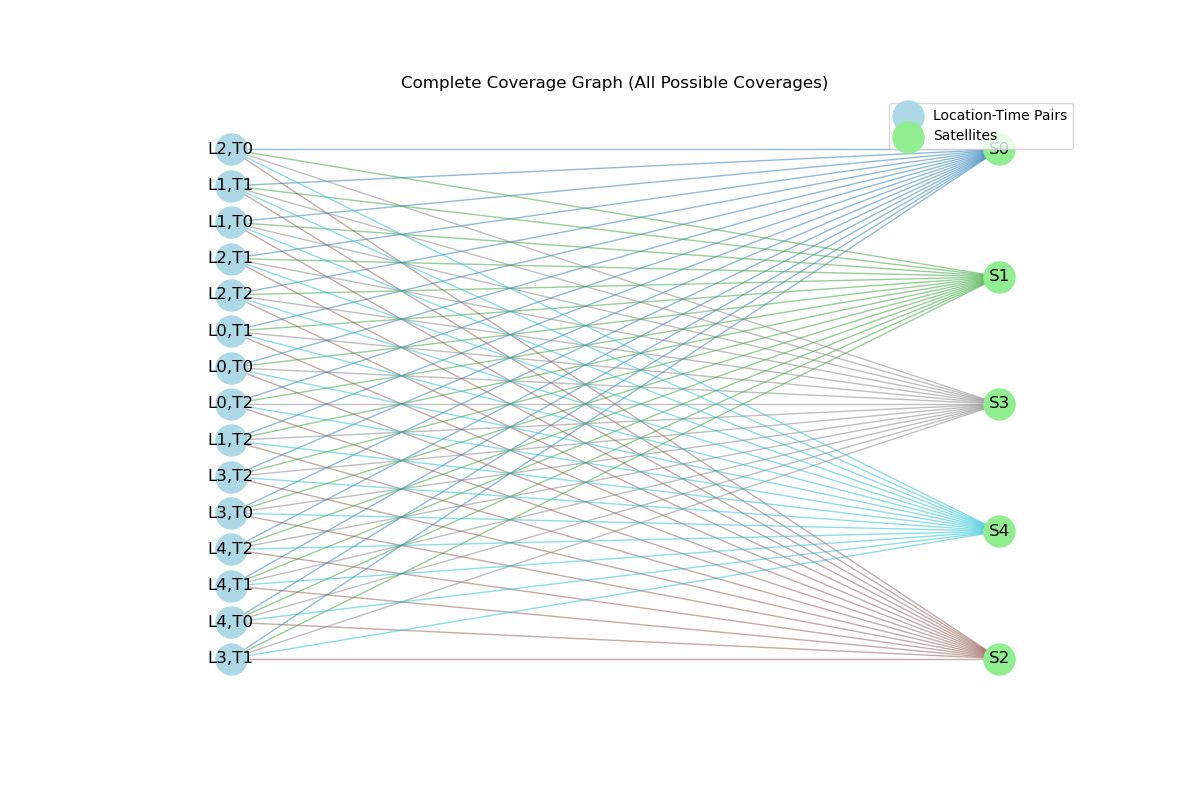 Complete Coverage Graph (All Possible Coverages)
Location-Time Pairs
Satellites
L2,T0
S0
L1,T1
L1,T0
L2,T1
S1
L2,T2
L0,T1
L0,T0
L0,T2
S3
L1,T2
L3,T2
L3,T0
S4
L4,T2
L4,T1
L4,T0
L3,T1
S2